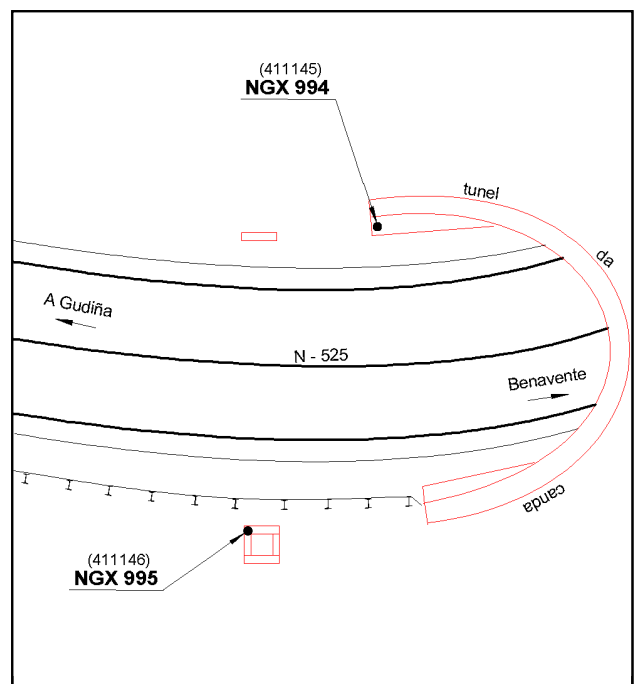 (411145)
NGX 994
tunel
da
A Gudiña
N - 525
Benavente
canda
(411146)
NGX 995